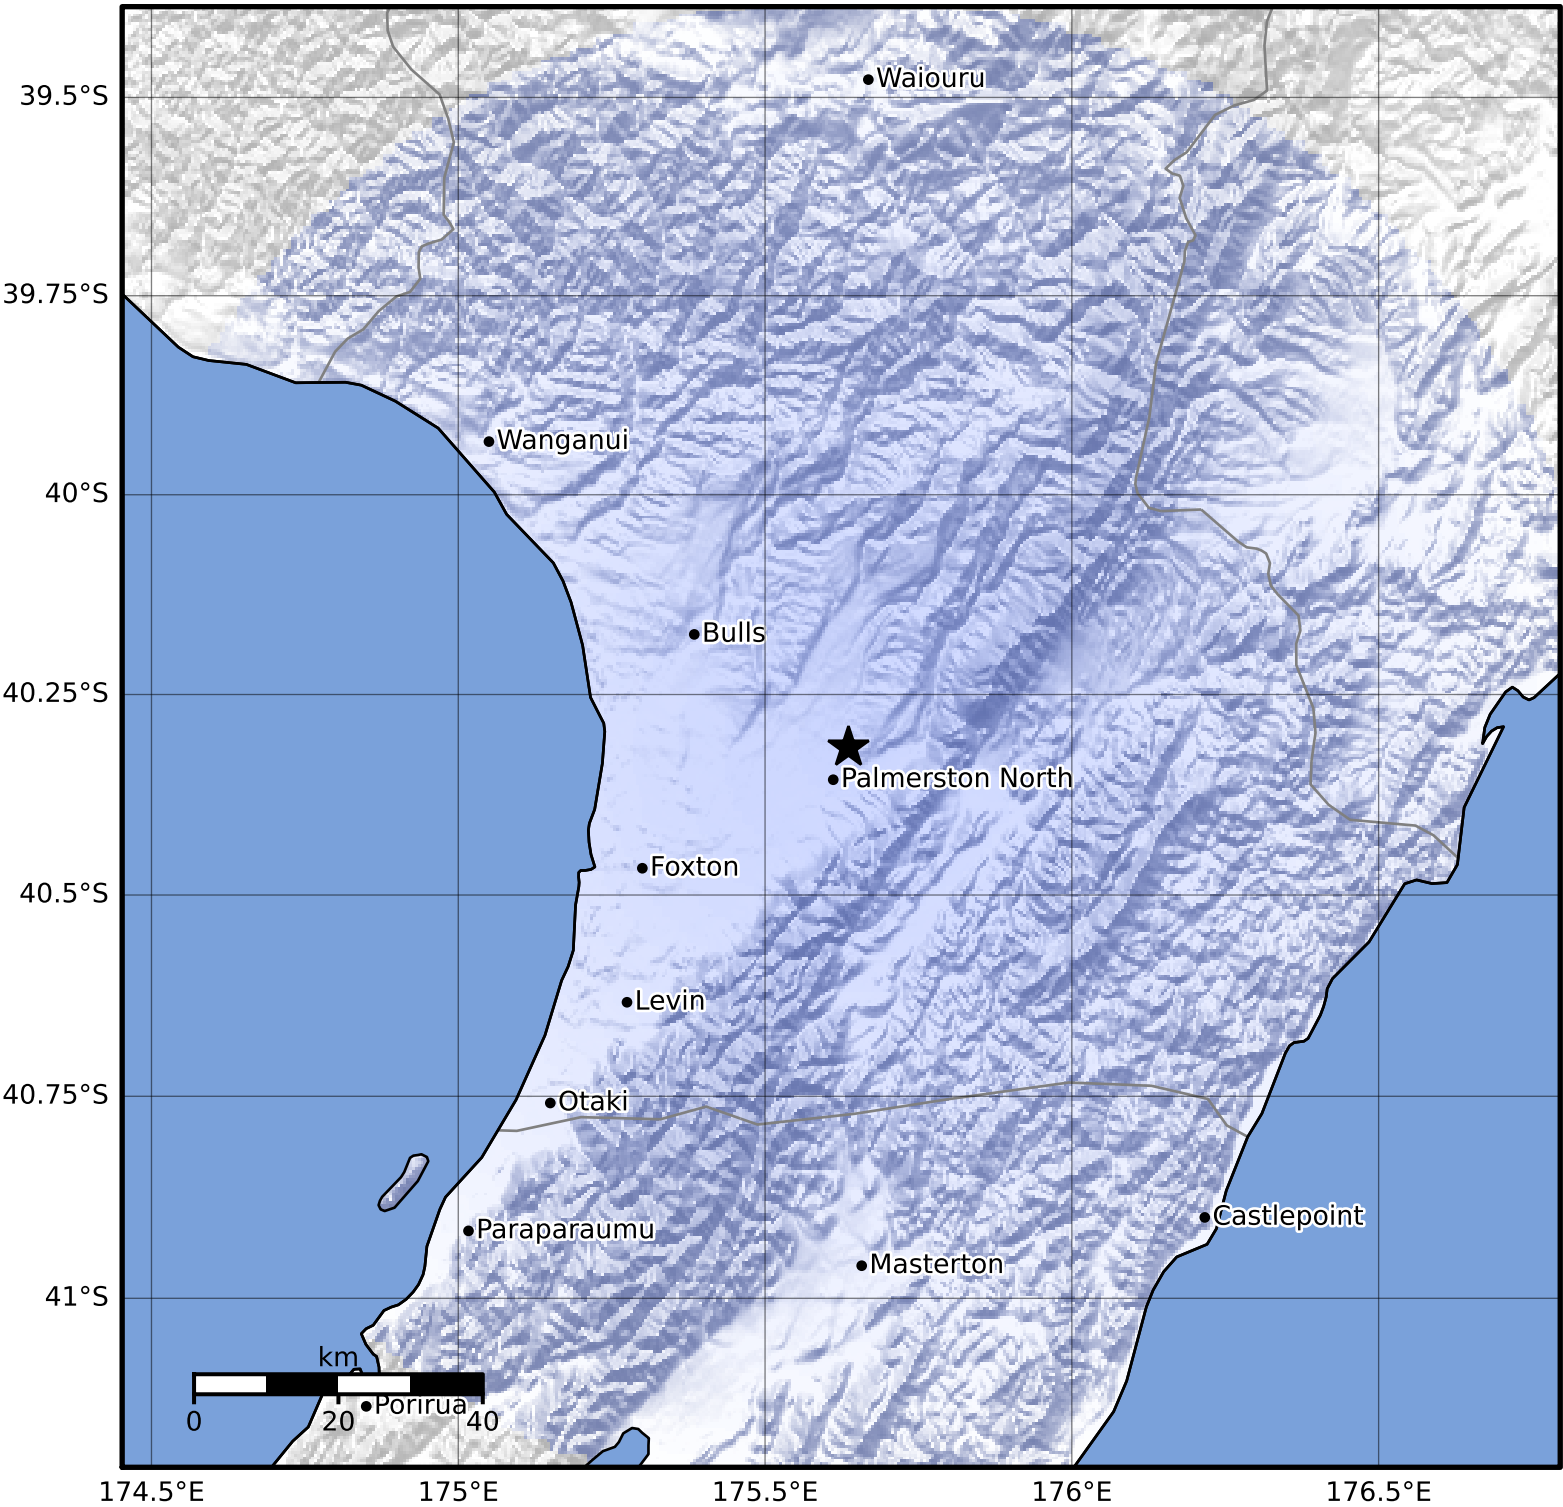 Waiouru
39.5°S
39.75°S
Wanganui
40°S
Bulls
40.25°S
Palmerston North
Foxton
40.5°S
Levin
40.75°S
Otaki
Castlepoint
Paraparaumu
Masterton
41°S
km
Porirua
0 20 40
174.5°E 175°E 175.5°E 176°E 176.5°E